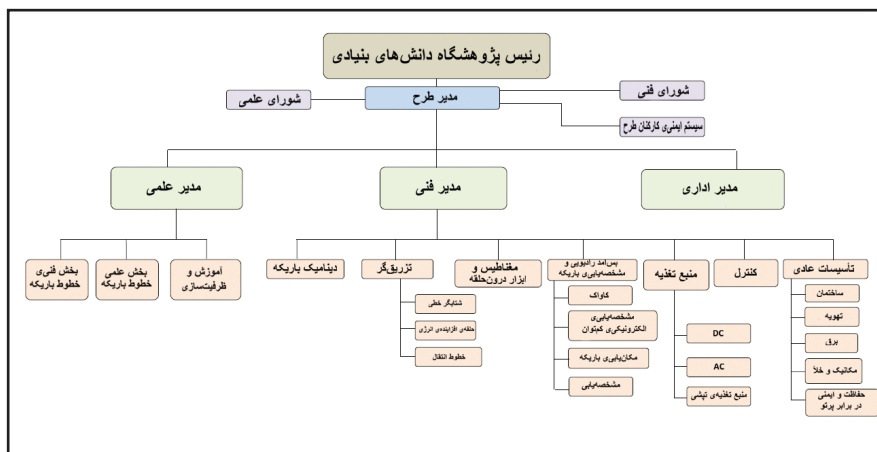 رئیس پژوهشگاه دانش‌های بنیادی
شورای فنی
مدیر طرح
شورای علمی
سیستم ایمنی‌ی کارکنان طرح
مدیر اداری
مدیر فنی
مدیر علمی
تأسیسات عادی
کنترل
منبع تغذیه
بس‌آمد رادیویی و
مشخصه‌یابی‌ی باریکه
مغناطیس و
ابزار درون‌حلقه
تزریق‌گر
دینامیک باریکه
آموزش و
ظرفیت‌سازی
بخش علمی
خطوط باریکه
بخش فنی‌ی
خطوط باریکه
ساختمان
تهویه
برق
مکانیک و خلأ
حفاظت و ایمنی
در برابر پرتو
DC
AC
منبع تغذیه‌ی تپشی
کاواک
مشخصه‌یابی‌ی
الکترونیکی‌ی کم‌توان
مکان‌یابی‌ی باریکه
مشخصه‌یابی
شتابگر خطی
حلقه‌ی افزاینده‌ی انرژی
خطوط انتقال